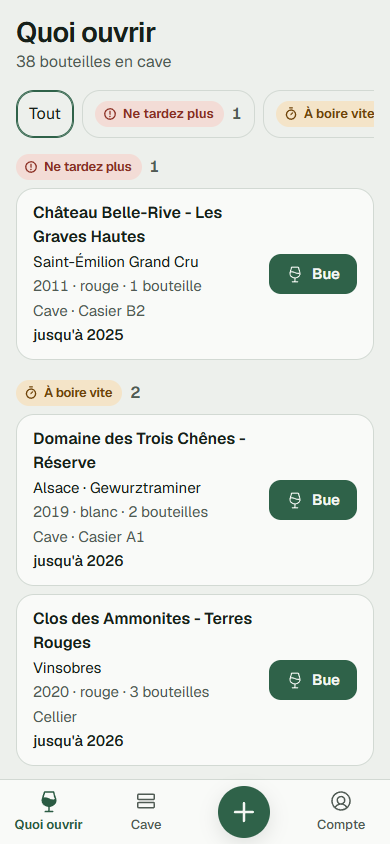 Quoi ouvrir
38 bouteilles en cave
Tout
Ne tardez plus 1
À boire vite
Ne tardez plus 1
Château Belle-Rive - Les
Graves Hautes
Saint-Émilion Grand Cru
2011 · rouge · 1 bouteille
Cave · Casier B2
jusqu'à 2025
Bue
À boire vite 2
Domaine des Trois Chênes -
Réserve
Alsace · Gewurztraminer
2019 · blanc · 2 bouteilles
Cave · Casier A1
jusqu'à 2026
Bue
Clos des Ammonites - Terres
Rouges
Vinsobres
2020 · rouge · 3 bouteilles
Cellier
jusqu'à 2026
Bue
Quoi ouvrir
Cave
Compte